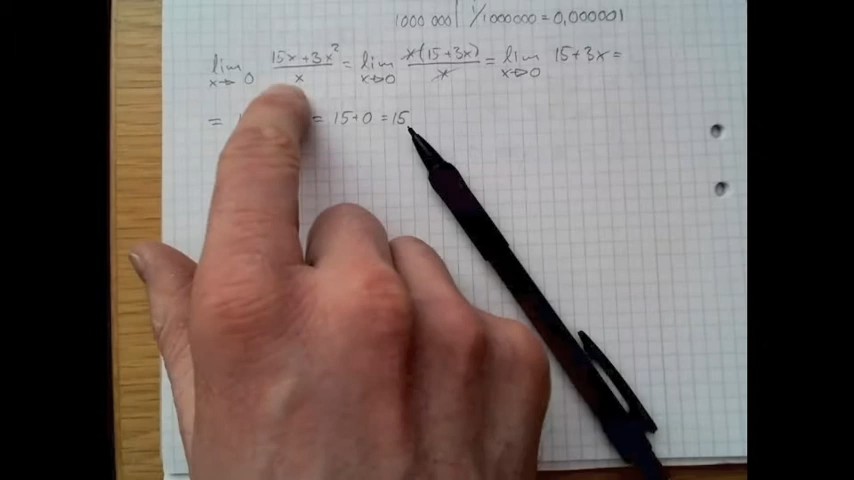 1000 000 | 1/1000000 = 0,000001
lim x→0 (15x+3x²)/x = lim x→0 x(15+3x)/x = lim x→0 15+3x =
= 1 = 15+0 = 15